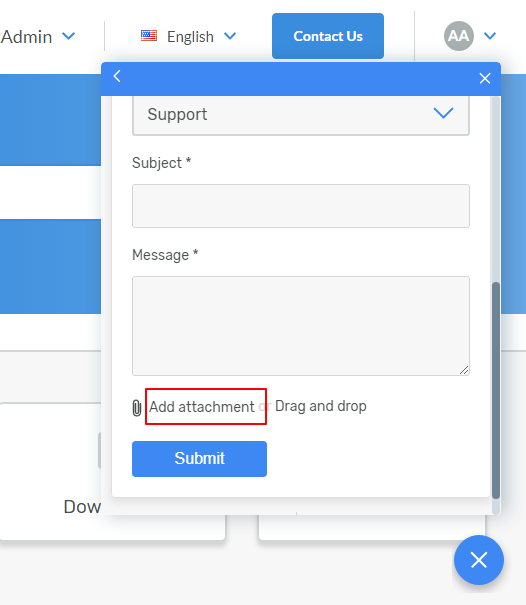 Admin
English
Contact Us
AA
Support
Subject *
Message *
Add attachment or Drag and drop
Submit
Dow